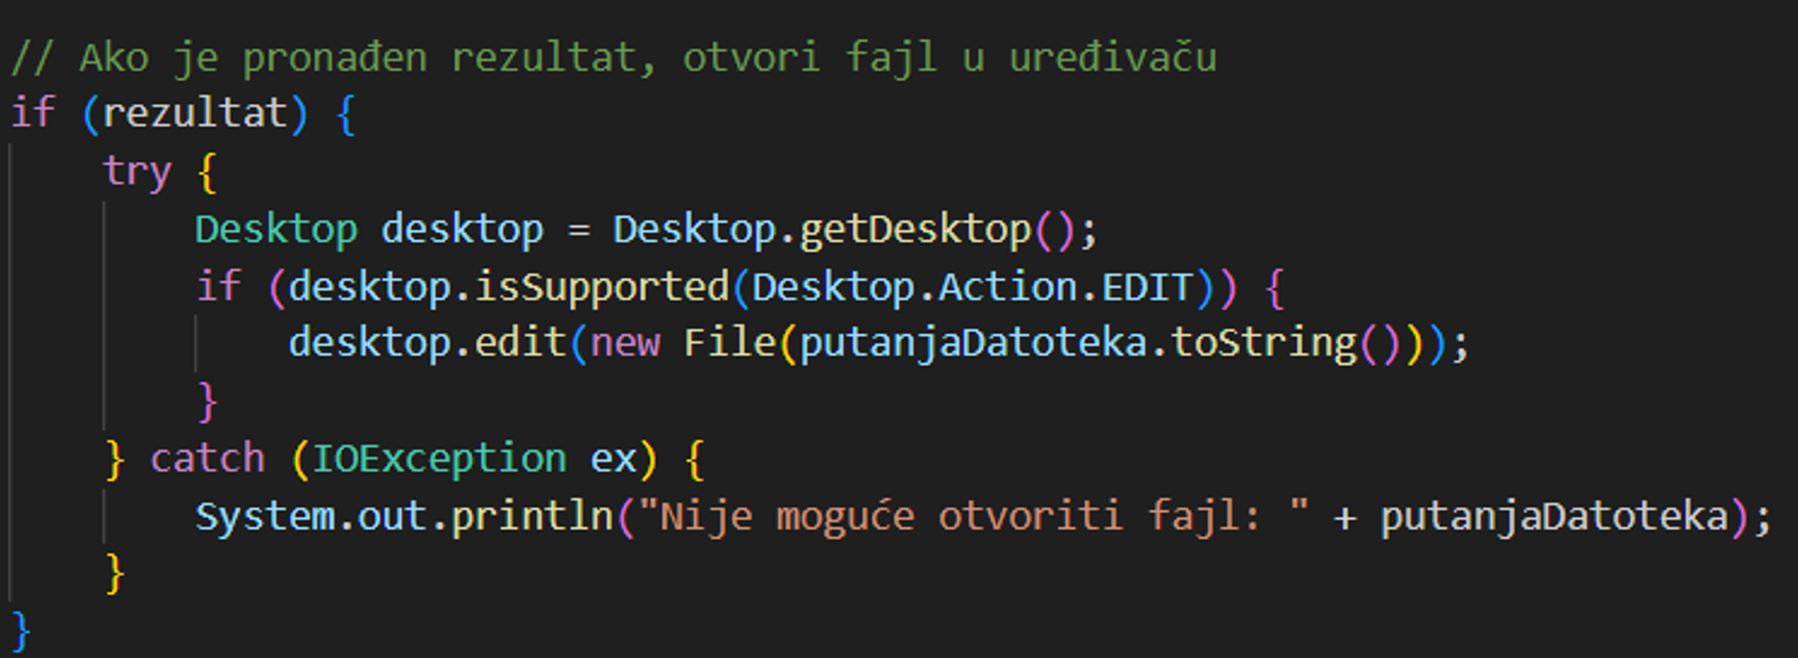 // Ako je pronađen rezultat, otvori fajl u uređivaču
if (rezultat) {
try {
Desktop desktop = Desktop.getDesktop();
if (desktop.isSupported(Desktop.Action.EDIT)) {
desktop.edit(new File(putanjaDatoteka.toString()));
}
} catch (IOException ex) {
System.out.println("Nije moguće otvoriti fajl: " + putanjaDatoteka);
}
}